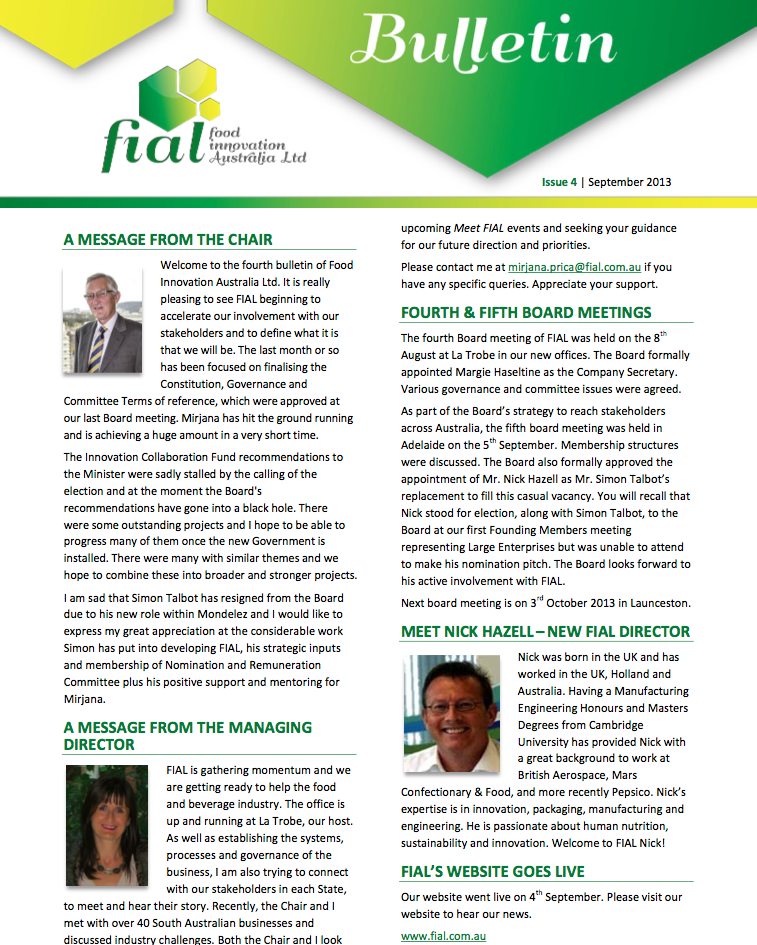 Bulletin
fial food
innovation
Australia Ltd
Issue 4 | September 2013
A MESSAGE FROM THE CHAIR
Welcome to the fourth bulletin of Food
Innovation Australia Ltd. It is really
pleasing to see FIAL beginning to
accelerate our involvement with our
stakeholders and to define what it is
that we will be. The last month or so
has been focused on finalising the
Constitution, Governance and
Committee Terms of reference, which were approved at
our last Board meeting. Mirjana has hit the ground running
and is achieving a huge amount in a very short time.
The Innovation Collaboration Fund recommendations to
the Minister were sadly stalled by the calling of the
election and at the moment the Board's
recommendations have gone into a black hole. There
were some outstanding projects and I hope to be able to
progress many of them once the new Government is
installed. There were many with similar themes and we
hope to combine these into broader and stronger projects.
I am sad that Simon Talbot has resigned from the Board
due to his new role within Mondelez and I would like to
express my great appreciation at the considerable work
Simon has put into developing FIAL, his strategic inputs
and membership of Nomination and Remuneration
Committee plus his positive support and mentoring for
Mirjana.
A MESSAGE FROM THE MANAGING
DIRECTOR
FIAL is gathering momentum and we
are getting ready to help the food
and beverage industry. The office is
up and running at La Trobe, our host.
As well as establishing the systems,
processes and governance of the
business, I am also trying to connect
with our stakeholders in each State,
to meet and hear their story. Recently, the Chair and I
met with over 40 South Australian businesses and
discussed industry challenges. Both the Chair and I look
upcoming Meet FIAL events and seeking your guidance
for our future direction and priorities.
Please contact me at mirjana.prica@fial.com.au if you
have any specific queries. Appreciate your support.
FOURTH & FIFTH BOARD MEETINGS
The fourth Board meeting of FIAL was held on the 8th
August at La Trobe in our new offices. The Board formally
appointed Margie Haseltine as the Company Secretary.
Various governance and committee issues were agreed.
As part of the Board's strategy to reach stakeholders
across Australia, the fifth board meeting was held in
Adelaide on the 5th September. Membership structures
were discussed. The Board also formally approved the
appointment of Mr. Nick Hazell as Mr. Simon Talbot's
replacement to fill this casual vacancy. You will recall that
Nick stood for election, along with Simon Talbot, to the
Board at our first Founding Members meeting
representing Large Enterprises but was unable to attend
to make his nomination pitch. The Board looks forward to
his active involvement with FIAL.
Next board meeting is on 3rd October 2013 in Launceston.
MEET NICK HAZELL – NEW FIAL DIRECTOR
Nick was born in the UK and has
worked in the UK, Holland and
Australia. Having a Manufacturing
Engineering Honours and Masters
Degrees from Cambridge
University has provided Nick with
a great background to work at
British Aerospace, Mars
Confectionary & Food, and more recently Pepsico. Nick's
expertise is in innovation, packaging, manufacturing and
engineering. He is passionate about human nutrition,
sustainability and innovation. Welcome to FIAL Nick!
FIAL'S WEBSITE GOES LIVE
Our website went live on 4th September. Please visit our
website to hear our news.
www.fial.com.au